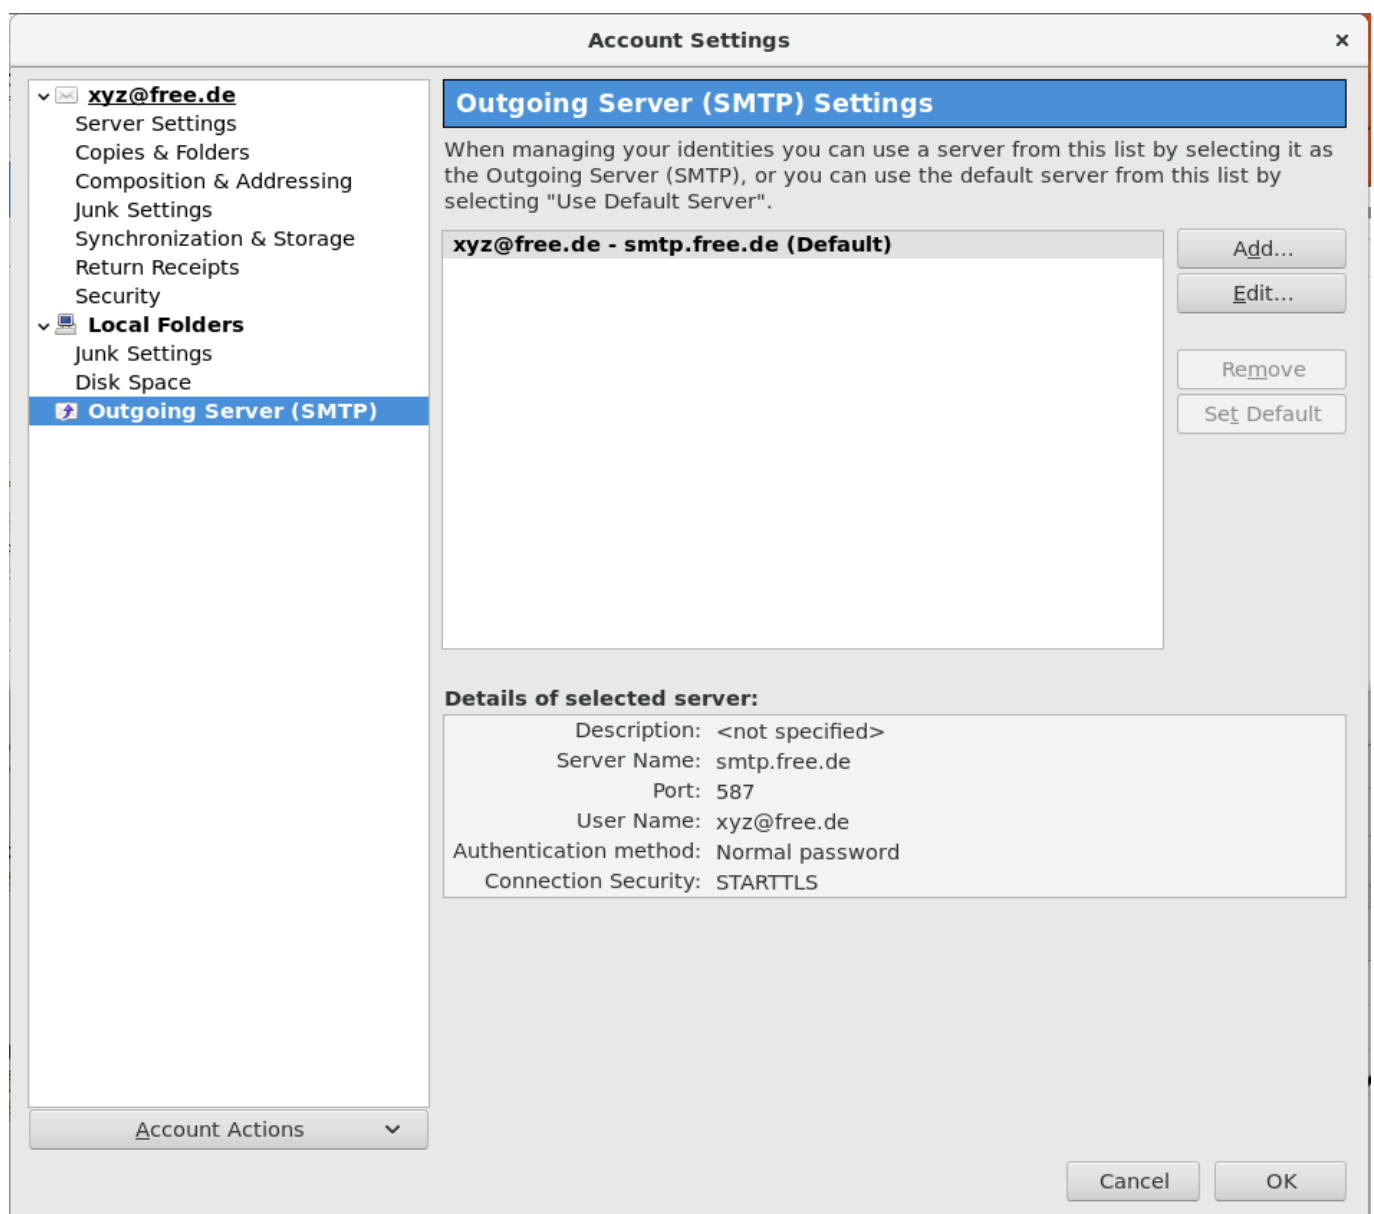 Account Settings
xyz@free.de
Server Settings
Copies & Folders
Composition & Addressing
Junk Settings
Synchronization & Storage
Return Receipts
Security
Local Folders
Junk Settings
Disk Space
Outgoing Server (SMTP)
Account Actions
Outgoing Server (SMTP) Settings
When managing your identities you can use a server from this list by selecting it as
the Outgoing Server (SMTP), or you can use the default server from this list by
selecting "Use Default Server".
xyz@free.de - smtp.free.de (Default)
Add...
Edit...
Remove
Set Default
Details of selected server:
Description: <not specified>
Server Name: smtp.free.de
Port: 587
User Name: xyz@free.de
Authentication method: Normal password
Connection Security: STARTTLS
Cancel
OK